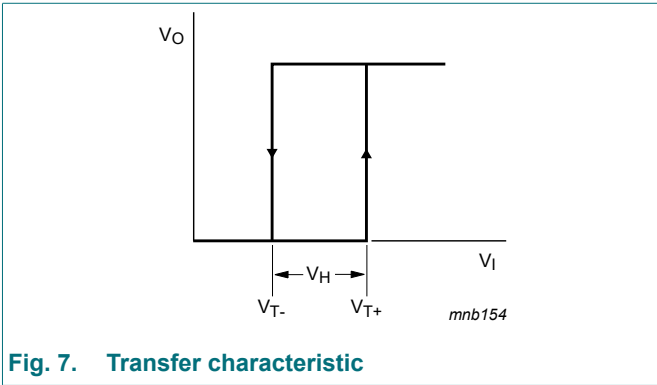 VO
VI
VH
VT-
VT+
mnb154
Fig. 7. Transfer characteristic